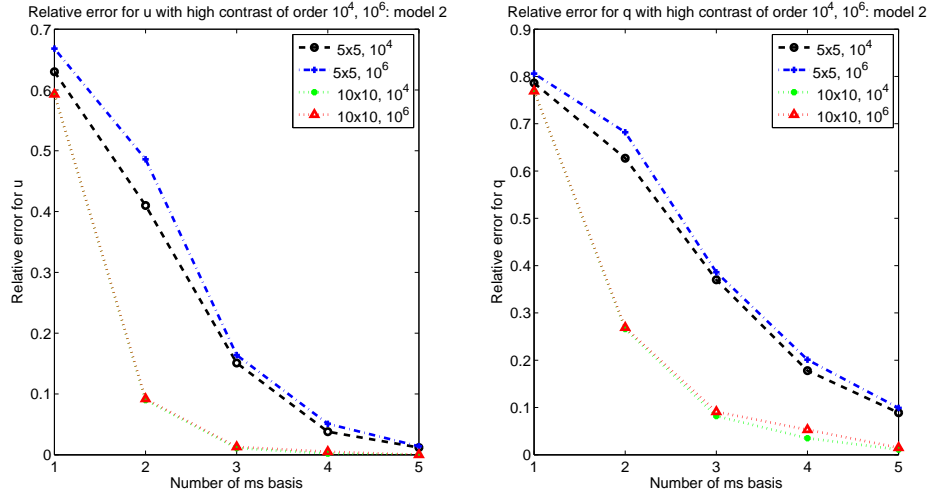 Relative error for u with high contrast of order 10^4, 10^6: model 2
0.7
0.6
0.5
0.4
0.3
0.2
0.1
0
Relative error for u
1 2 3 4 5
Number of ms basis
5x5, 10^4
5x5, 10^6
10x10, 10^4
10x10, 10^6
Relative error for q with high contrast of order 10^4, 10^6: model 2
0.9
0.8
0.7
0.6
0.5
0.4
0.3
0.2
0.1
0
Relative error for q
1 2 3 4 5
Number of ms basis
5x5, 10^4
5x5, 10^6
10x10, 10^4
10x10, 10^6